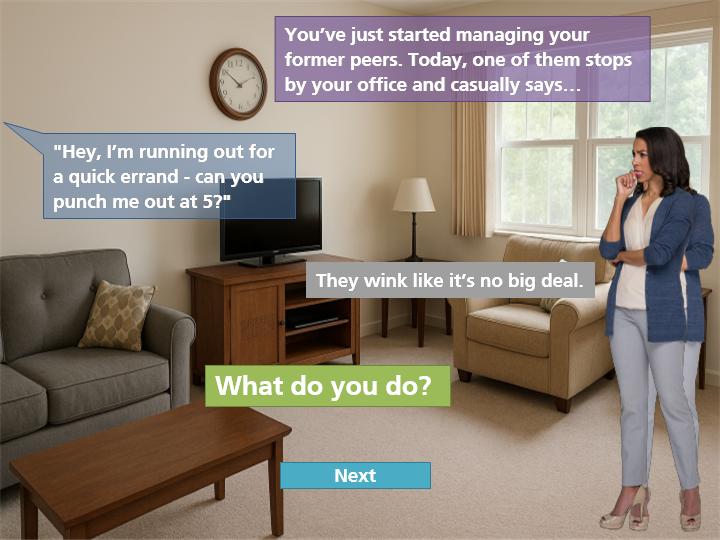 You’ve just started managing your
former peers. Today, one of them stops
by your office and casually says…
"Hey, I’m running out for
a quick errand - can you
punch me out at 5?"
They wink like it’s no big deal.
What do you do?
Next